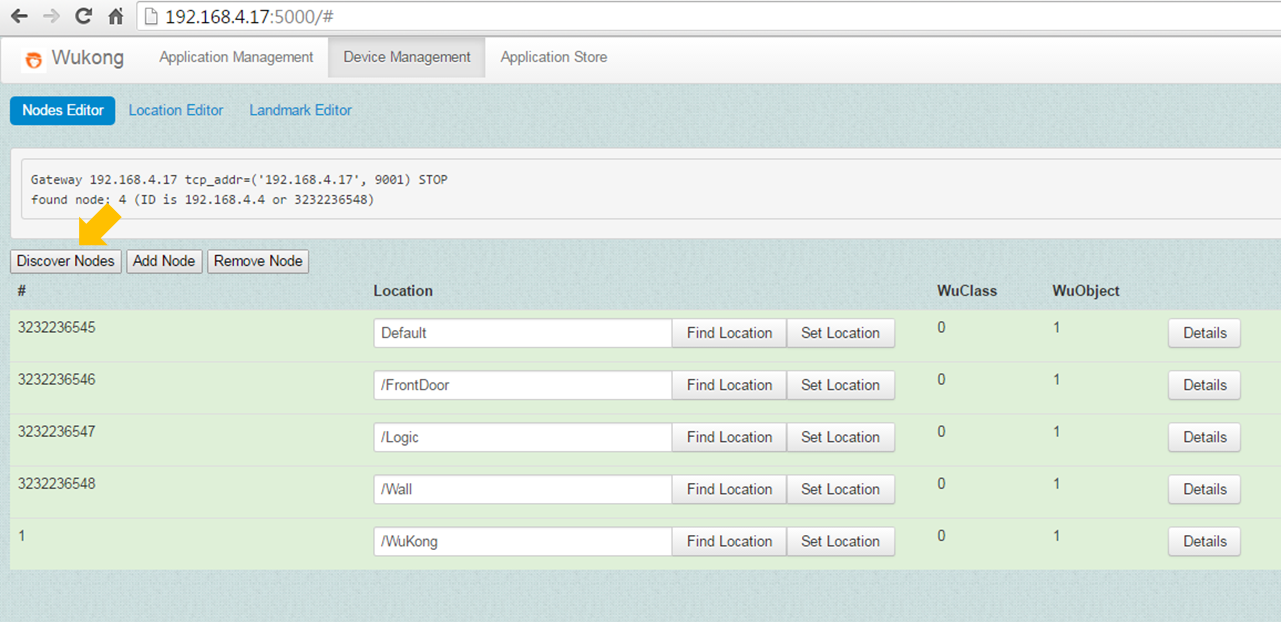 192.168.4.17:5000/#
Wukong Application Management Device Management Application Store
Nodes Editor Location Editor Landmark Editor
Gateway 192.168.4.17 tcp_addr=('192.168.4.17', 9001) STOP
found node: 4 (ID is 192.168.4.4 or 3232236548)
Discover Nodes Add Node Remove Node
# Location WuClass WuObject
3232236545 Default Find Location Set Location 0 1 Details
3232236546 /FrontDoor Find Location Set Location 0 1 Details
3232236547 /Logic Find Location Set Location 0 1 Details
3232236548 /Wall Find Location Set Location 0 1 Details
1 /WuKong Find Location Set Location 0 1 Details